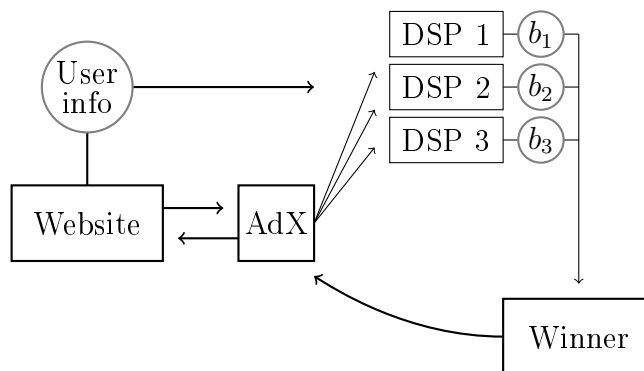 User
info
DSP 1
b₁
DSP 2
b₂
DSP 3
b₃
Website
AdX
Winner